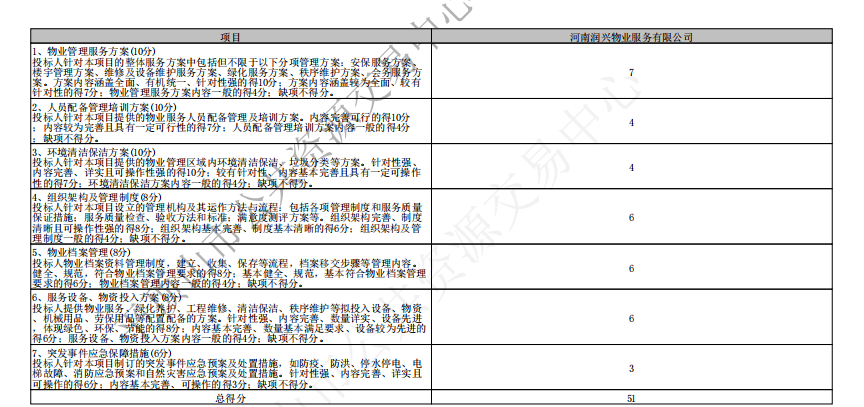 项目 河南润兴物业服务有限公司
1、物业管理服务方案(10分)
投标人针对本项目的整体服务方案中包括但不限于以下分项管理方案：安保服务方案、
楼宇管理方案、维修及设备维护服务方案、绿化服务方案、秩序维护方案、会务服务方
案。方案内容涵盖全面、有机统一、针对性强的得10分；方案内容涵盖较为全面、较有
针对性的得7分；物业管理服务方案内容一般的得4分；缺项不得分。
7
2、人员配备管理培训方案(10分)
投标人针对本项目提供的物业服务人员配备管理及培训方案。内容完善可行的得10分
；内容较为完善且具有一定可行性的得7分；人员配备管理培训方案内容一般的得4分
；缺项不得分。
4
3、环境清洁保洁方案(10分)
投标人针对本项目提供的物业管理区域内环境清洁保洁、垃圾分类等方案。针对性强、
内容完善、详实且可操作性强的得10分；较有针对性、内容基本完善且具有一定可操作
性的得7分；环境清洁保洁方案内容一般的得4分；缺项不得分。
4
4、组织架构及管理制度(8分)
投标人对本项目设立的管理机构及其运作方法与流程；包括各项管理制度和服务质量
保证措施；服务质量检查、验收方法和标准；满意度测评方案等。组织架构完善、制度
清晰且可操作性强的得8分；组织架构基本完善、制度基本清晰的得6分；组织架构及管
理制度一般的得4分；缺项不得分。
6
5、物业档案管理(8分)
投标人物业档案资料管理制度，建立、收集、保存等流程，档案移交步骤等管理内容。
健全、规范，符合物业档案管理要求的得8分；基本健全、规范，基本符合物业档案管理
要求的得6分；物业档案管理内容一般的得4分；缺项不得分。
6
6、服务设备、物资投入方案(8分)
投标人提供物业服务、绿化养护、工程维修、清洁保洁、秩序维护等拟投入设备、物资
、机械用品、劳保用品等配置配备的方案。针对性强、内容完善、数量详实、设备先进
，体现绿色、环保、节能的得8分；内容基本完善、数量基本满足要求、设备较为先进的
得6分；服务设备、物资投入方案内容一般的得4分；缺项不得分。
6
7、突发事件应急保障措施(6分)
投标人针对本项目制订的突发事件应急预案及处置措施，如防疫、防洪、停水停电、电
梯故障、消防应急预案和自然灾害应急预案及处置措施。针对性强、内容完善、详实且
可操作的得6分；内容基本完善、可操作的得3分；缺项不得分。
3
总得分 51